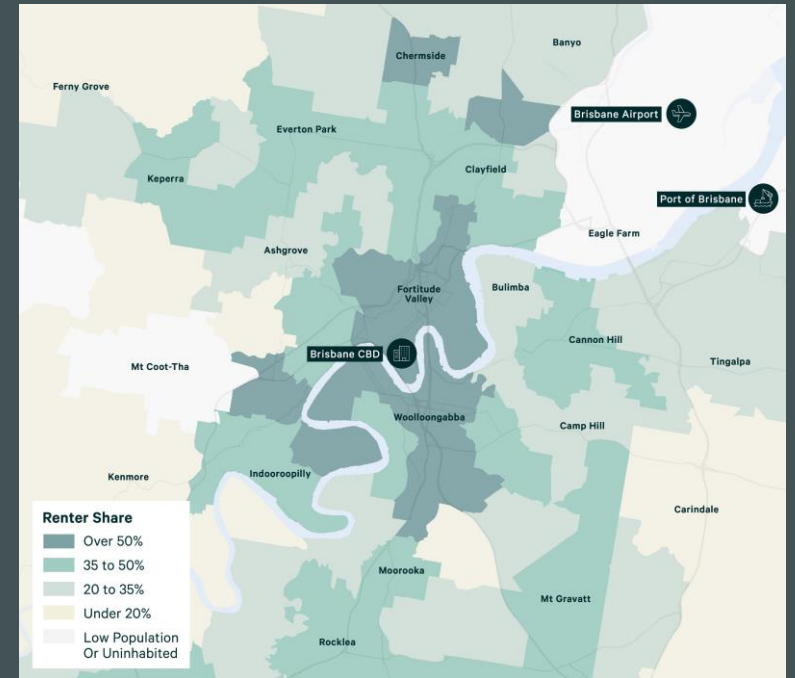 Chermside
Banyo
Ferny Grove
Brisbane Airport
Everton Park
Clayfield
Keperra
Port of Brisbane
Eagle Farm
Ashgrove
Fortitude
Valley
Bulimba
Cannon Hill
Brisbane CBD
Tingalpa
Mt Coot-Tha
Woolloongabba
Camp Hill
Kenmore
Indooroopilly
Carindale
Renter Share
Over 50%
35 to 50%
20 to 35%
Under 20%
Low Population
Or Uninhabited
Moorooka
Mt Gravatt
Rocklea